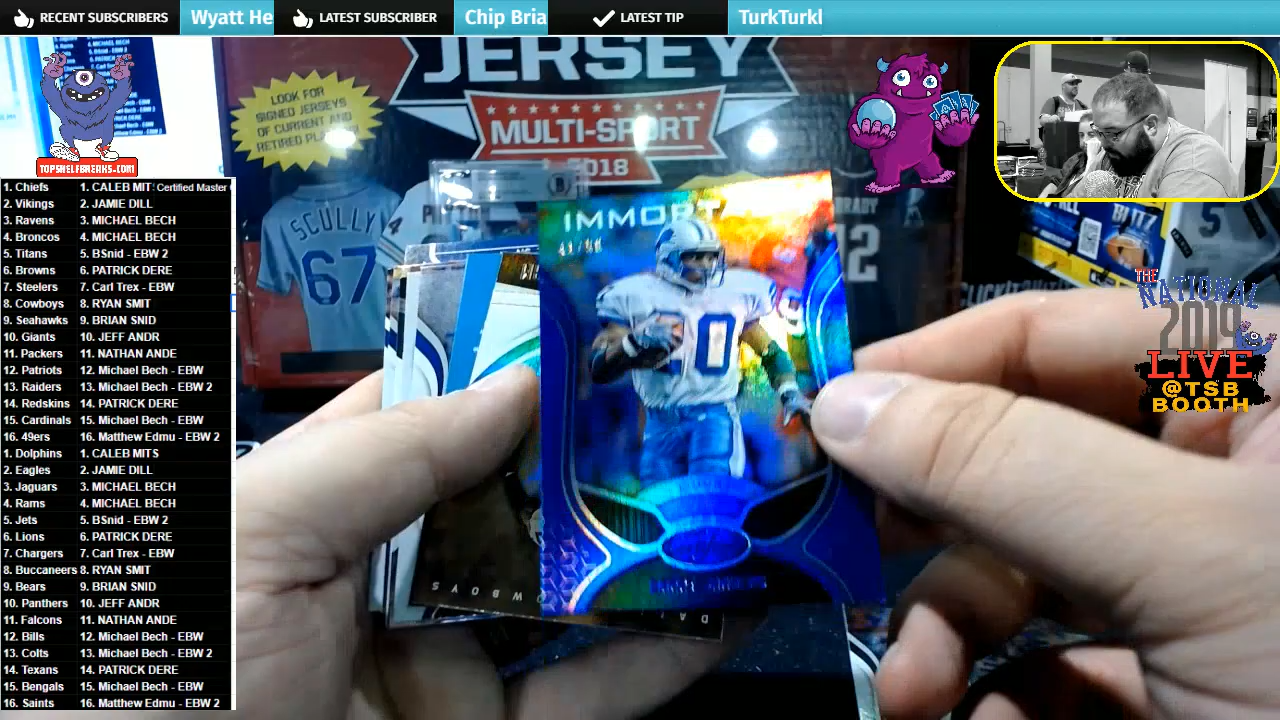 RECENT SUBSCRIBERS
Wyatt He
LATEST SUBSCRIBER
Chip Bria
LATEST TIP
TurkTurkl
JERSEY
LOOK FOR
SIGNED JERSEYS
OF CURRENT AND
RETIRED
MULTI-SPORT
2018
TOPSHELFBREAKS.COM
SCULLY
67
BRADY
12
IMMORT
20
COWBOYS
DA
BLITZ
5
THE
NATIONAL
2019
LIVE
@TSB
BOOTH
1. Chiefs 1. CALEB MIT Certified Master
2. Vikings 2. JAMIE DILL
3. Ravens 3. MICHAEL BECH
4. Broncos 4. MICHAEL BECH
5. Titans 5. BSnid - EBW 2
6. Browns 6. PATRICK DERE
7. Steelers 7. Carl Trex - EBW
8. Cowboys 8. RYAN SMIT
9. Seahawks 9. BRIAN SNID
10. Giants 10. JEFF ANDR
11. Packers 11. NATHAN ANDE
12. Patriots 12. Michael Bech - EBW
13. Raiders 13. Michael Bech - EBW 2
14. Redskins 14. PATRICK DERE
15. Cardinals 15. Michael Bech - EBW
16. 49ers 16. Matthew Edmu - EBW 2
1. Dolphins 1. CALEB MITS
2. Eagles 2. JAMIE DILL
3. Jaguars 3. MICHAEL BECH
4. Rams 4. MICHAEL BECH
5. Jets 5. BSnid - EBW 2
6. Lions 6. PATRICK DERE
7. Chargers 7. Carl Trex - EBW
8. Buccaneers 8. RYAN SMIT
9. Bears 9. BRIAN SNID
10. Panthers 10. JEFF ANDR
11. Falcons 11. NATHAN ANDE
12. Bills 12. Michael Bech - EBW
13. Colts 13. Michael Bech - EBW 2
14. Texans 14. PATRICK DERE
15. Bengals 15. Michael Bech - EBW
16. Saints 16. Matthew Edmu - EBW 2